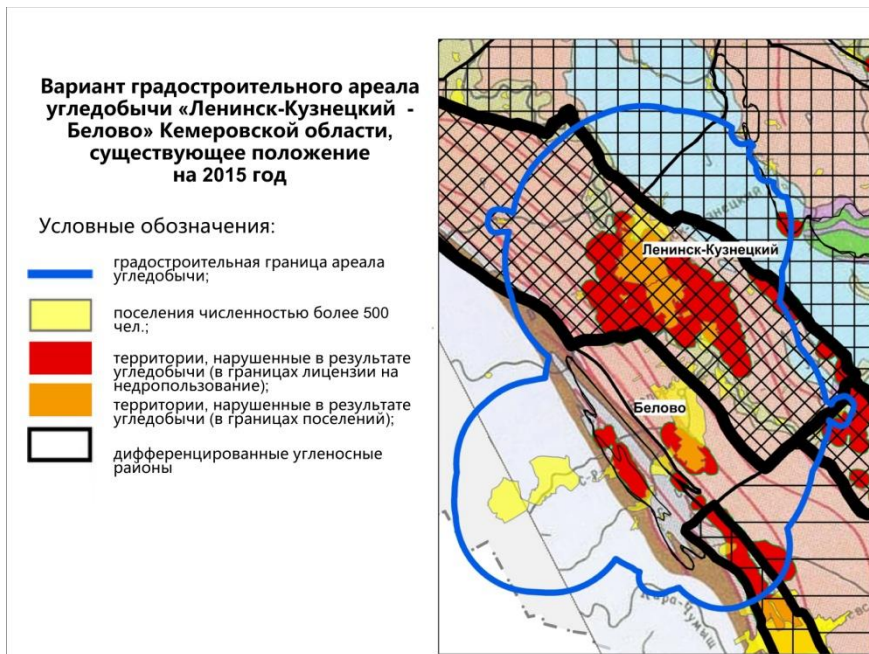 Вариант градостроительного ареала
угледобычи «Ленинск-Кузнецкий -
Белово» Кемеровской области,
существующее положение
на 2015 год
Условные обозначения:
градостроительная граница ареала
угледобычи;
поселения численностью более 500
чел.;
территории, нарушенные в результате
угледобычи (в границах лицензии на
недропользование);
территории, нарушенные в результате
угледобычи (в границах поселений);
дифференцированные угленосные
районы
Ленинск-Кузнецкий
Белово
Кара-Чумыш